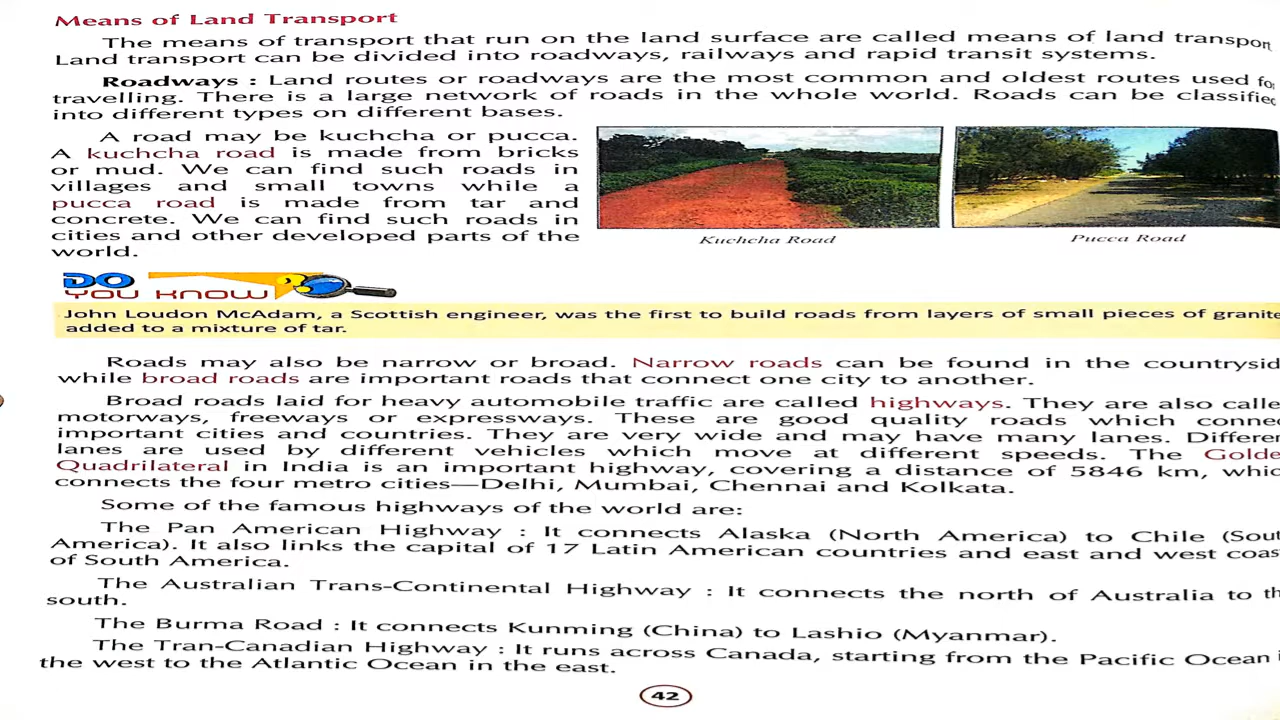 Means of Land Transport
The means of transport that run on the land surface are called means of land transport
Land transport can be divided into roadways, railways and rapid transit systems.
Roadways : Land routes or roadways are the most common and oldest routes used fo
travelling. There is a large network of roads in the whole world. Roads can be classified
into different types on different bases.
A road may be kuchcha or pucca.
A kuchcha road is made from bricks
or mud. We can find such roads in
villages and small towns while a
pucca road is made from tar and
concrete. We can find such roads in
cities and other developed parts of the
world.
Kuchcha Road
Pucca Road
DO
YOU KNOW
John Loudon McAdam, a Scottish engineer, was the first to build roads from layers of small pieces of granite
added to a mixture of tar.
Roads may also be narrow or broad. Narrow roads can be found in the countrysid
while broad roads are important roads that connect one city to another.
Broad roads laid for heavy automobile traffic are called highways. They are also calle
motorways, freeways or expressways. These are good quality roads which connec
important cities and countries. They are very wide and may have many lanes. Differen
lanes are used by different vehicles which move at different speeds. The Golde
Quadrilateral in India is an important highway, covering a distance of 5846 km, whic
connects the four metro cities—Delhi, Mumbai, Chennai and Kolkata.
Some of the famous highways of the world are:
The Pan American Highway : It connects Alaska (North America) to Chile (Sout
America). It also links the capital of 17 Latin American countries and east and west coas
of South America.
The Australian Trans-Continental Highway : It connects the north of Australia to th
south.
The Burma Road : It connects Kunming (China) to Lashio (Myanmar).
The Tran-Canadian Highway : It runs across Canada, starting from the Pacific Ocean i
the west to the Atlantic Ocean in the east.
42